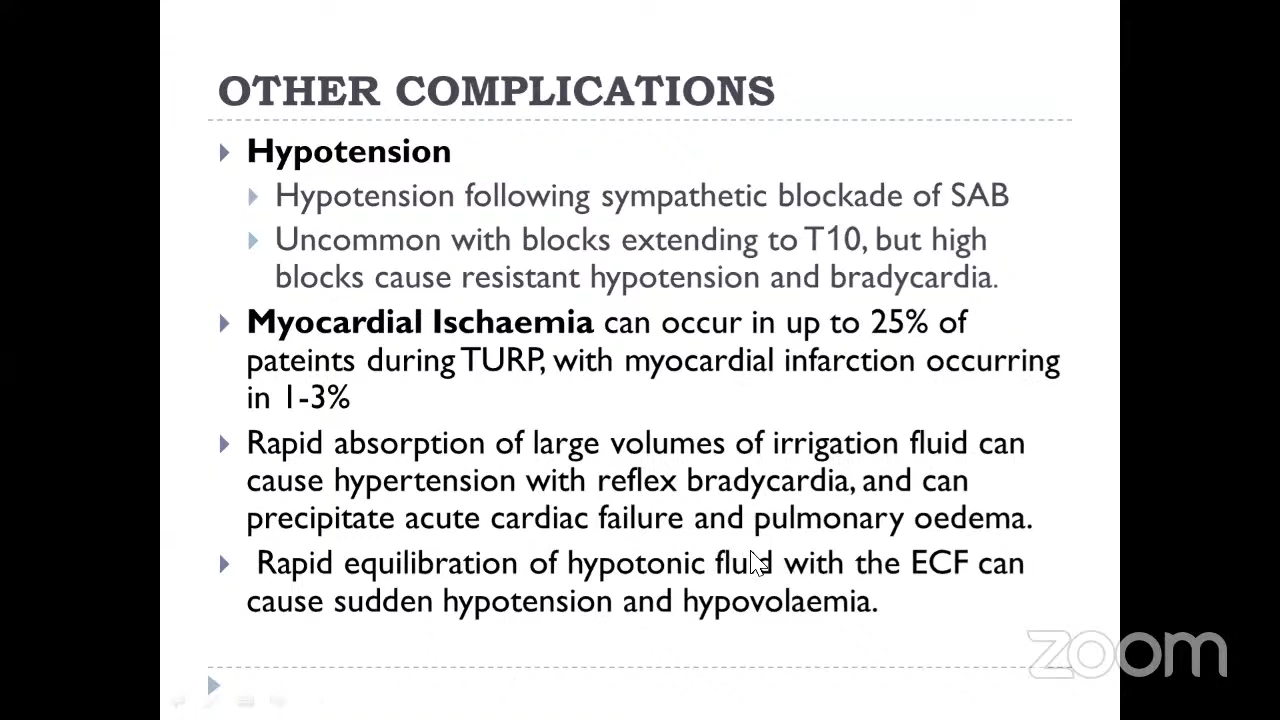 OTHER COMPLICATIONS
Hypotension
Hypotension following sympathetic blockade of SAB
Uncommon with blocks extending to T10, but high
blocks cause resistant hypotension and bradycardia.
Myocardial Ischaemia can occur in up to 25% of
pateints during TURP, with myocardial infarction occurring
in 1-3%
Rapid absorption of large volumes of irrigation fluid can
cause hypertension with reflex bradycardia, and can
precipitate acute cardiac failure and pulmonary oedema.
Rapid equilibration of hypotonic fluid with the ECF can
cause sudden hypotension and hypovolaemia.
zoom